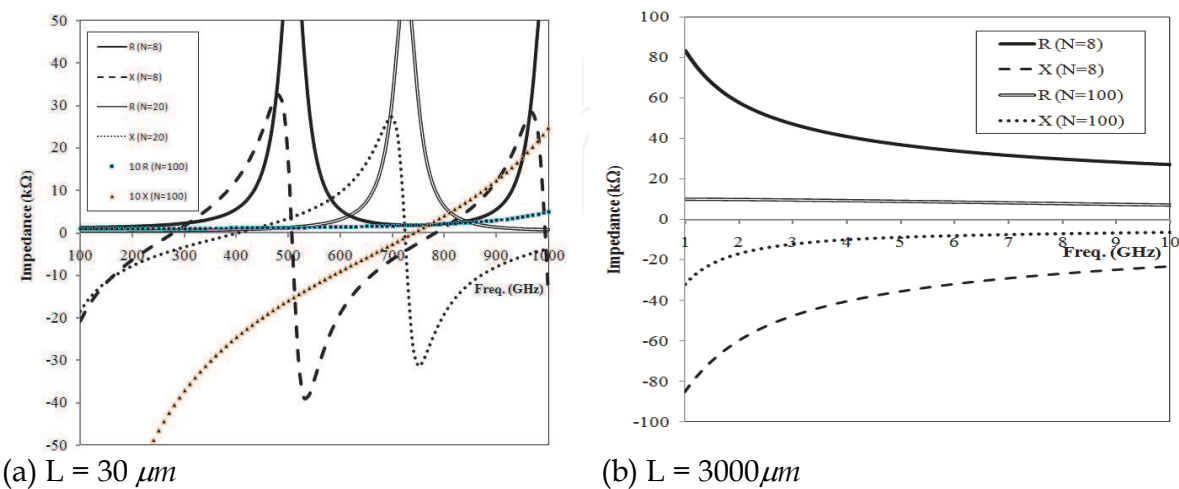 50
40
30
20
10
0
-10
-20
-30
-40
-50
Impedance (kΩ)
R (N=8)
X (N=8)
R (N=20)
X (N=20)
10 R (N=100)
10 X (N=100)
100 200 300 400 500 600 700 800 900 1000
Freq. (GHz)
(a) L = 30 µm
100
80
60
40
20
0
-20
-40
-60
-80
-100
Impedance (kΩ)
R (N=8)
X (N=8)
R (N=100)
X (N=100)
1 2 3 4 5 6 7 8 9 10
Freq. (GHz)
(b) L = 3000µm